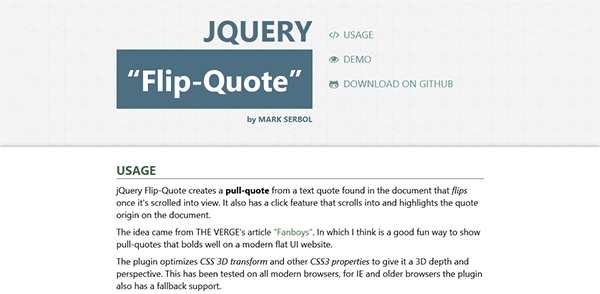 JQUERY
“Flip-Quote”
by MARK SERBOL
USAGE
DEMO
DOWNLOAD ON GITHUB
USAGE
jQuery Flip-Quote creates a pull-quote from a text quote found in the document that flips
once it's scrolled into view. It also has a click feature that scrolls into and highlights the quote
origin on the document.
The idea came from THE VERGE's article “Fanboys”. In which I think is a good fun way to show
pull-quotes that bolds well on a modern flat UI website.
The plugin optimizes CSS 3D transform and other CSS3 properties to give it a 3D depth and
perspective. This has been tested on all modern browsers, for IE and older browsers the plugin
also has a fallback support.